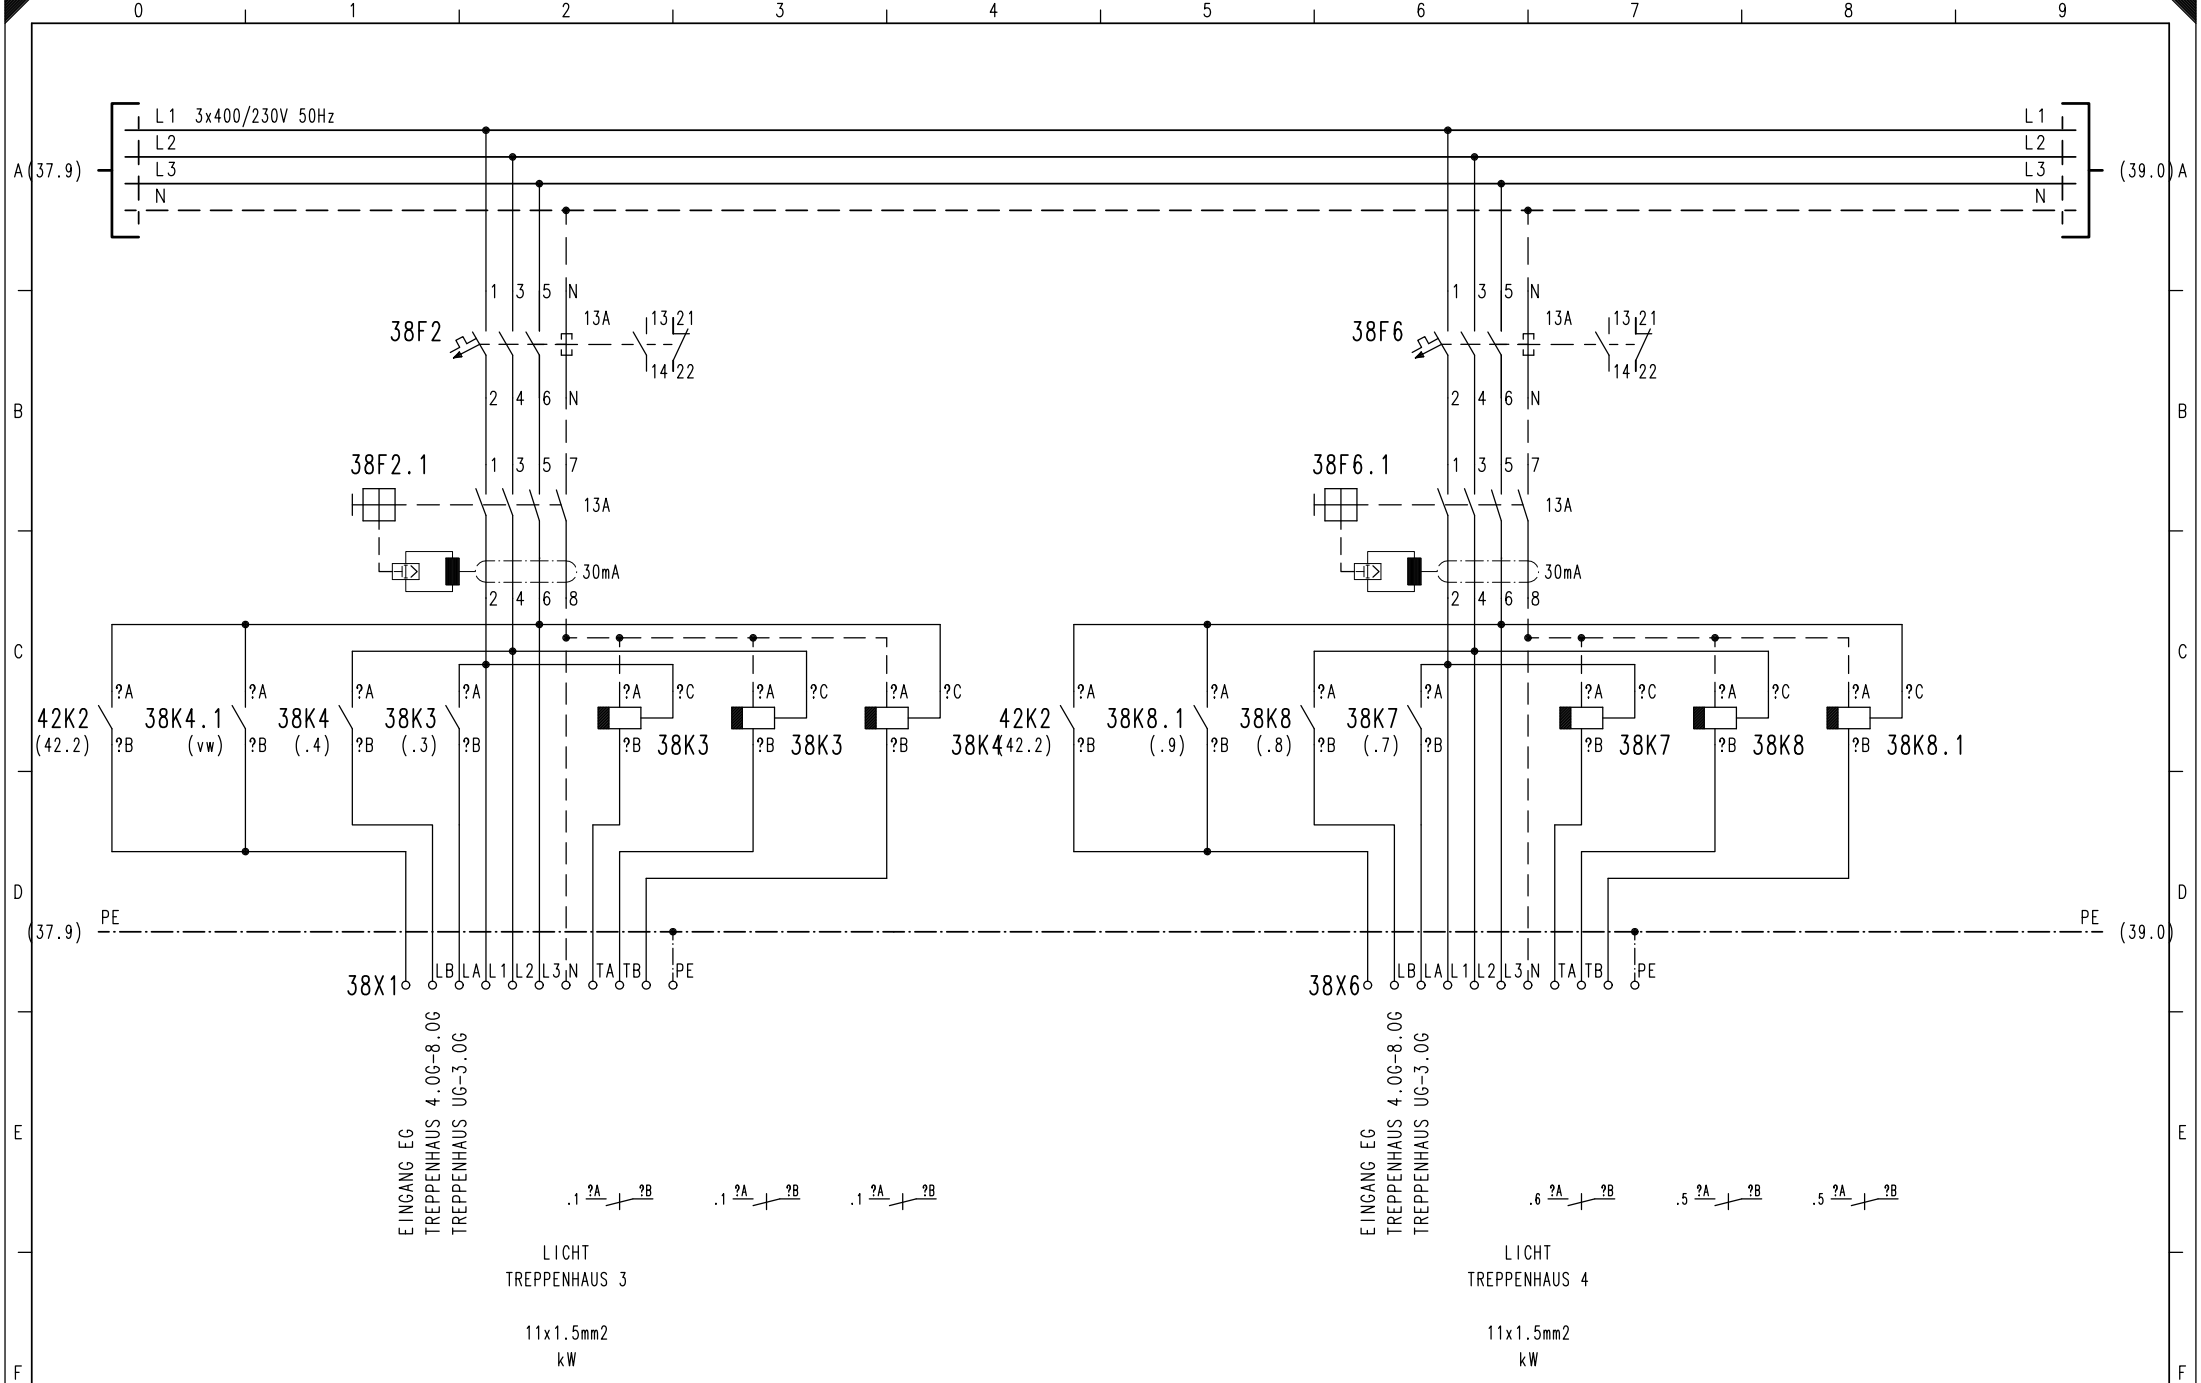 0 1 2 3 4 5 6 7 8 9
L1 3x400/230V 50Hz L1
L2 L2
A (37.9) L3 L3 (39.0) A
N N
1 3 5 N 1 3 5 N
13A 13 21 13A 13 21
38F2 38F6
14 22 14 22
2 4 6 N 2 4 6 N
B B
38F2.1 1 3 5 7 38F6.1 1 3 5 7
13A 13A
30mA 30mA
2 4 6 8 2 4 6 8
C C
?A ?A ?A ?A ?A ?C ?A ?C ?A ?C ?A ?A ?A ?A ?A ?C ?A ?C ?A ?C
42K2 38K4.1 38K4 38K3 42K2 38K8.1 38K8 38K7
(42.2) ?B (vw) ?B (.4) ?B (.3) ?B ?B 38K3 ?B 38K3 ?B 38K4 (42.2) ?B (.9) ?B (.8) ?B (.7) ?B ?B 38K7 ?B 38K8 ?B 38K8.1
D D
PE PE
(37.9) (39.0)
LB LA L1 L2 L3 N TA TB PE LB LA L1 L2 L3 N TA TB PE
38X1 38X6
EINGANG EG
TREPPENHAUS 4.OG-8.OG
TREPPENHAUS UG-3.OG
EINGANG EG
TREPPENHAUS 4.OG-8.OG
TREPPENHAUS UG-3.OG
E E
.1 ?A ?B .1 ?A ?B .1 ?A ?B .6 ?A ?B .5 ?A ?B .5 ?A ?B
LICHT LICHT
TREPPENHAUS 3 TREPPENHAUS 4
11x1.5mm2 11x1.5mm2
kW kW
F F